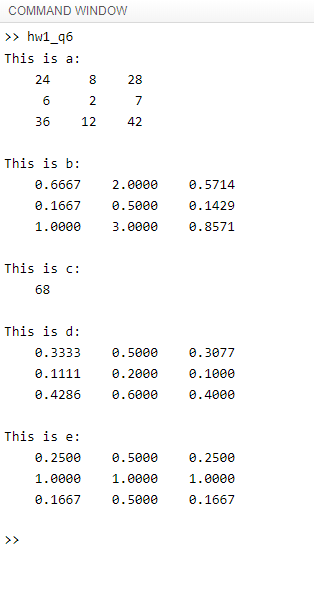 COMMAND WINDOW
>> hw1_q6
This is a:
24 8 28
6 2 7
36 12 42
This is b:
0.6667 2.0000 0.5714
0.1667 0.5000 0.1429
1.0000 3.0000 0.8571
This is c:
68
This is d:
0.3333 0.5000 0.3077
0.1111 0.2000 0.1000
0.4286 0.6000 0.4000
This is e:
0.2500 0.5000 0.2500
1.0000 1.0000 1.0000
0.1667 0.5000 0.1667
>>